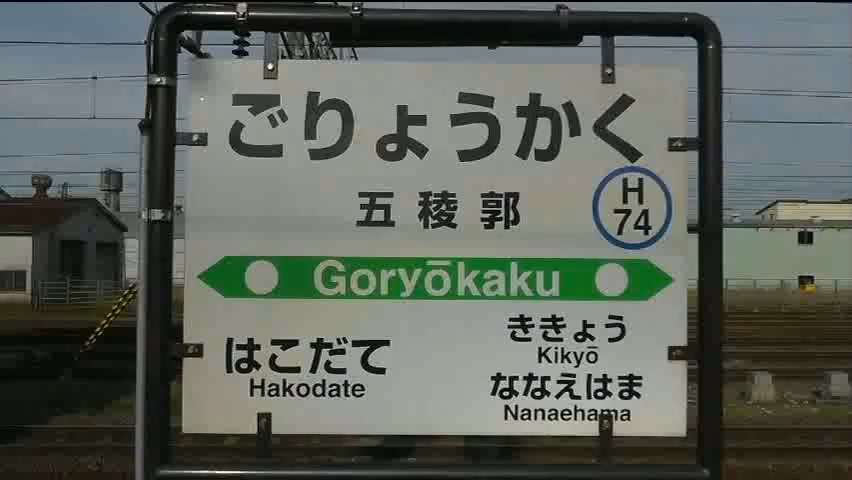 ごりょうかく
五稜郭
H
74
Goryōkaku
はこだて
Hakodate
ききょう
Kikyō
ななえはま
Nanaehama